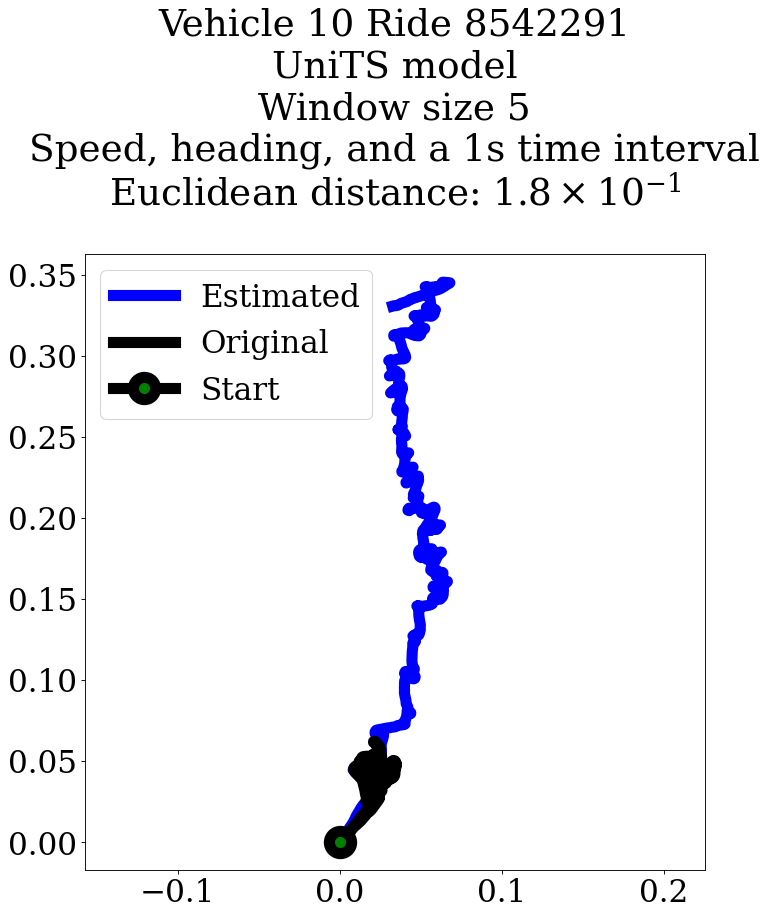 Vehicle 10 Ride 8542291
UniTS model
Window size 5
Speed, heading, and a 1s time interval
Euclidean distance: 1.8 × 10⁻¹
0.35
0.30
0.25
0.20
0.15
0.10
0.05
0.00
Estimated
Original
Start
−0.1
0.0
0.1
0.2